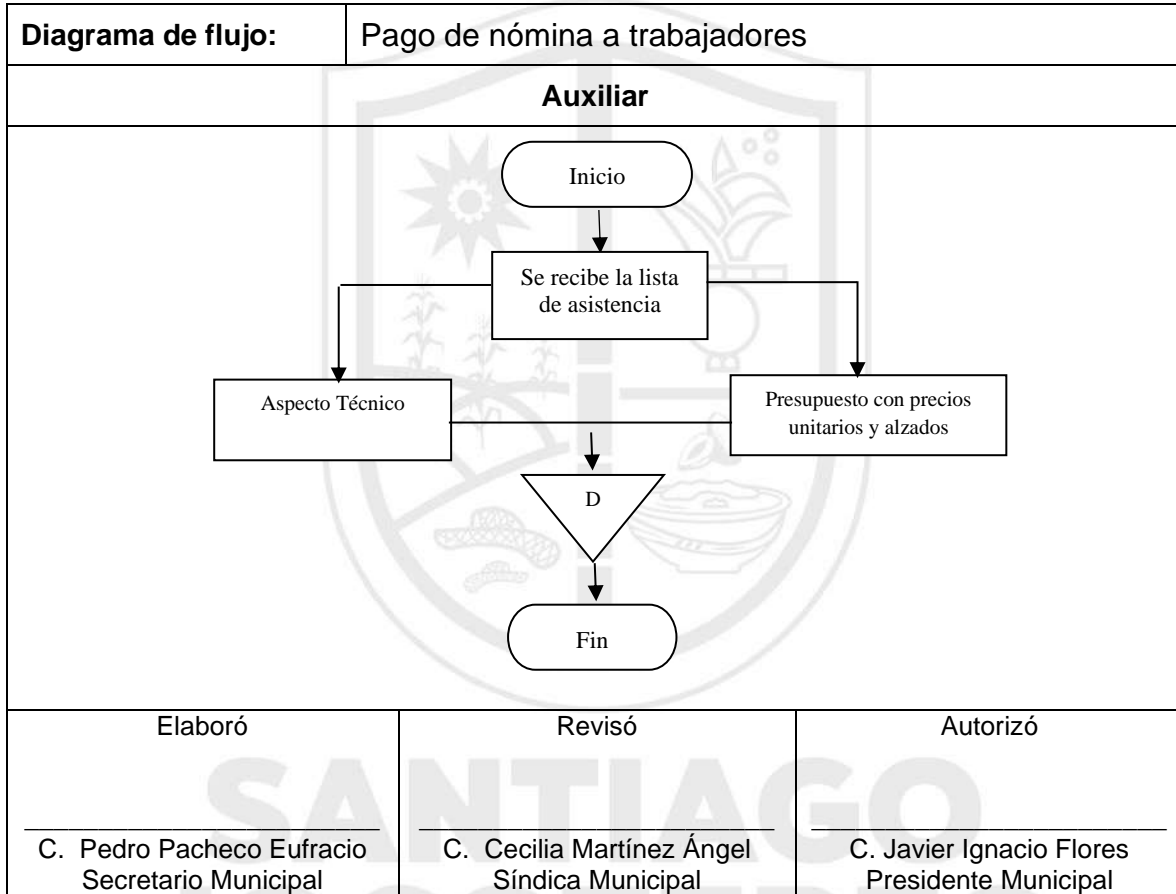 Diagrama de flujo: Pago de nómina a trabajadores
Auxiliar
Inicio
Se recibe la lista
de asistencia
Aspecto Técnico
Presupuesto con precios
unitarios y alzados
D
Fin
Elaboró Revisó Autorizó
C. Pedro Pacheco Eufracio C. Cecilia Martínez Ángel C. Javier Ignacio Flores
Secretario Municipal Síndica Municipal Presidente Municipal
SANTIAGO